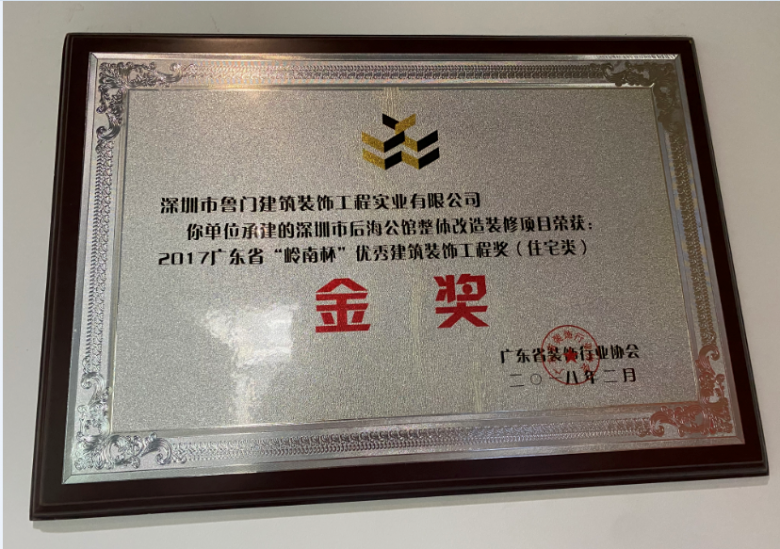 深圳市鲁门建筑装饰工程实业有限公司
你单位承建的深圳市后海公馆整体改造装修项目荣获：
2017广东省“岭南杯”优秀建筑装饰工程奖（住宅类）
金 奖
广东省装饰行业协会
二〇一八年二月